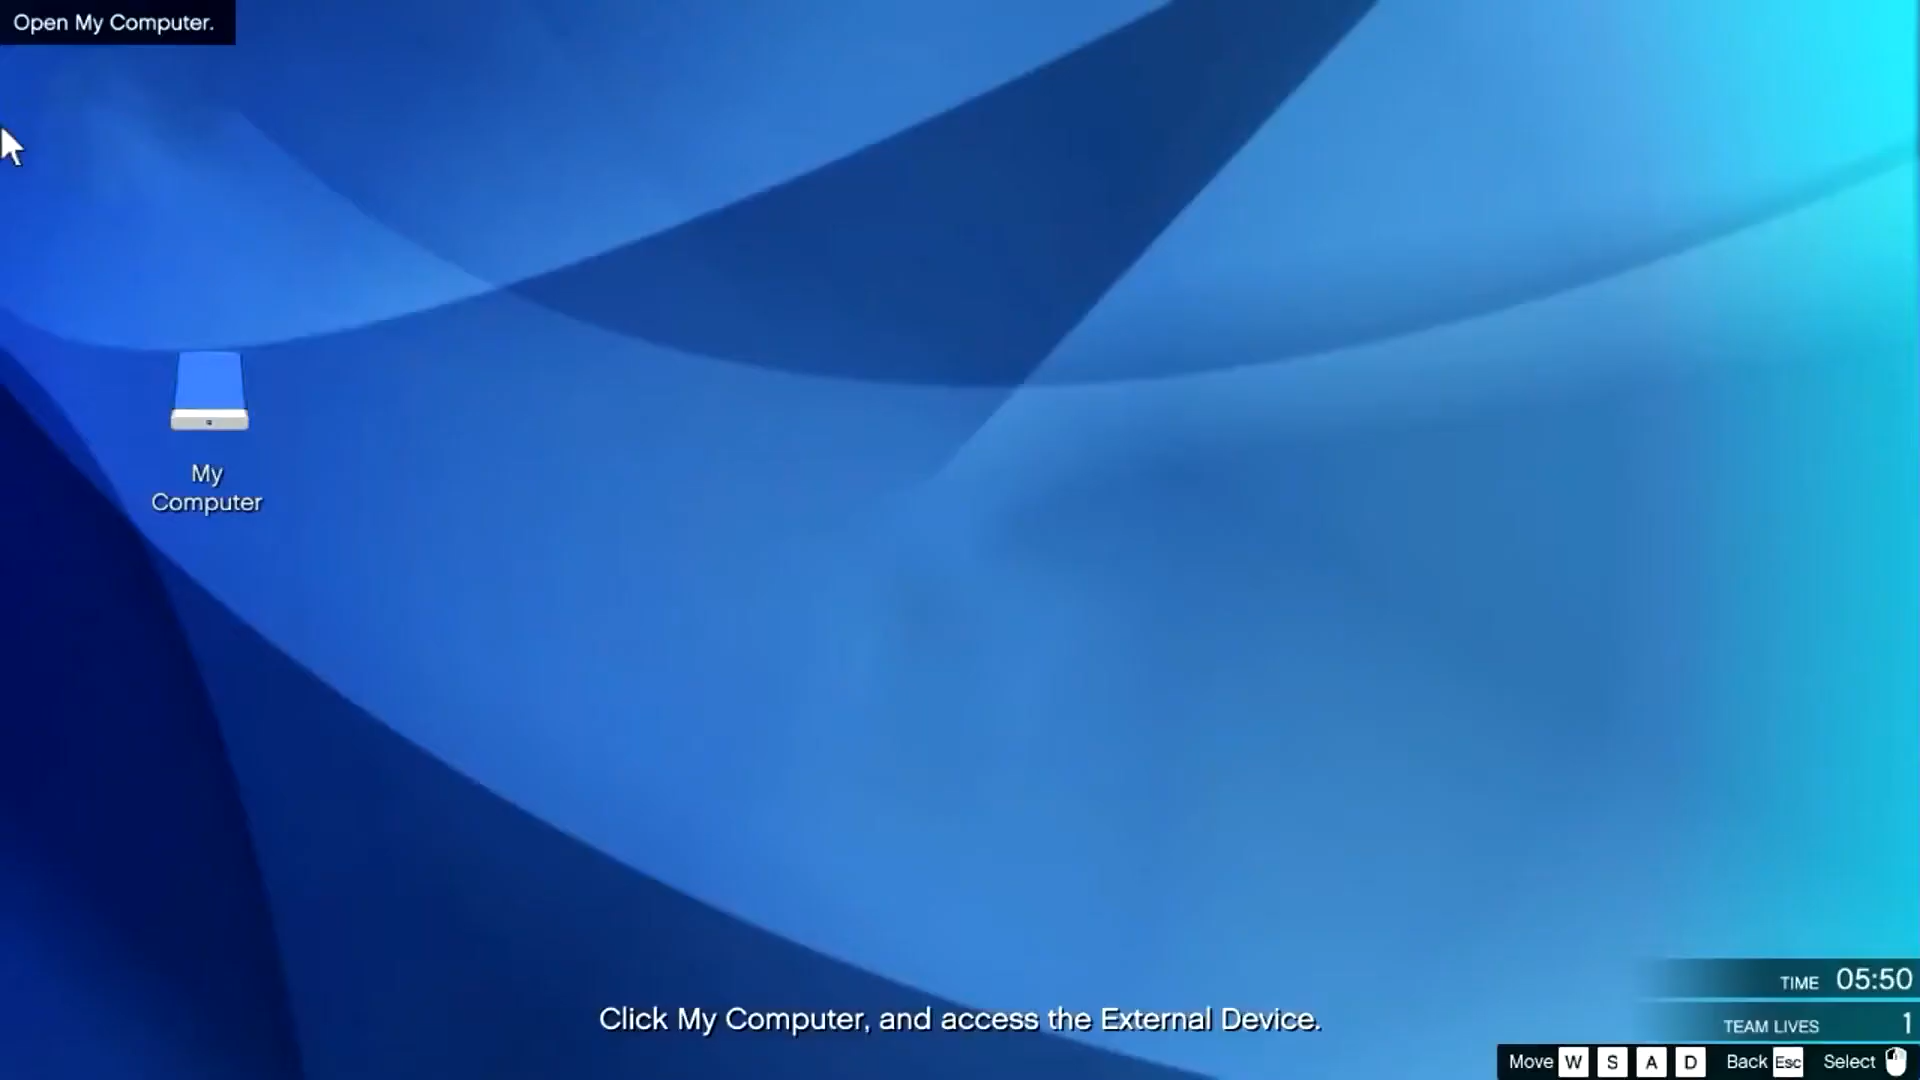 Open My Computer.
My
Computer
Click My Computer, and access the External Device.
TIME 05:50
TEAM LIVES 1
Move W S A D Back Esc Select